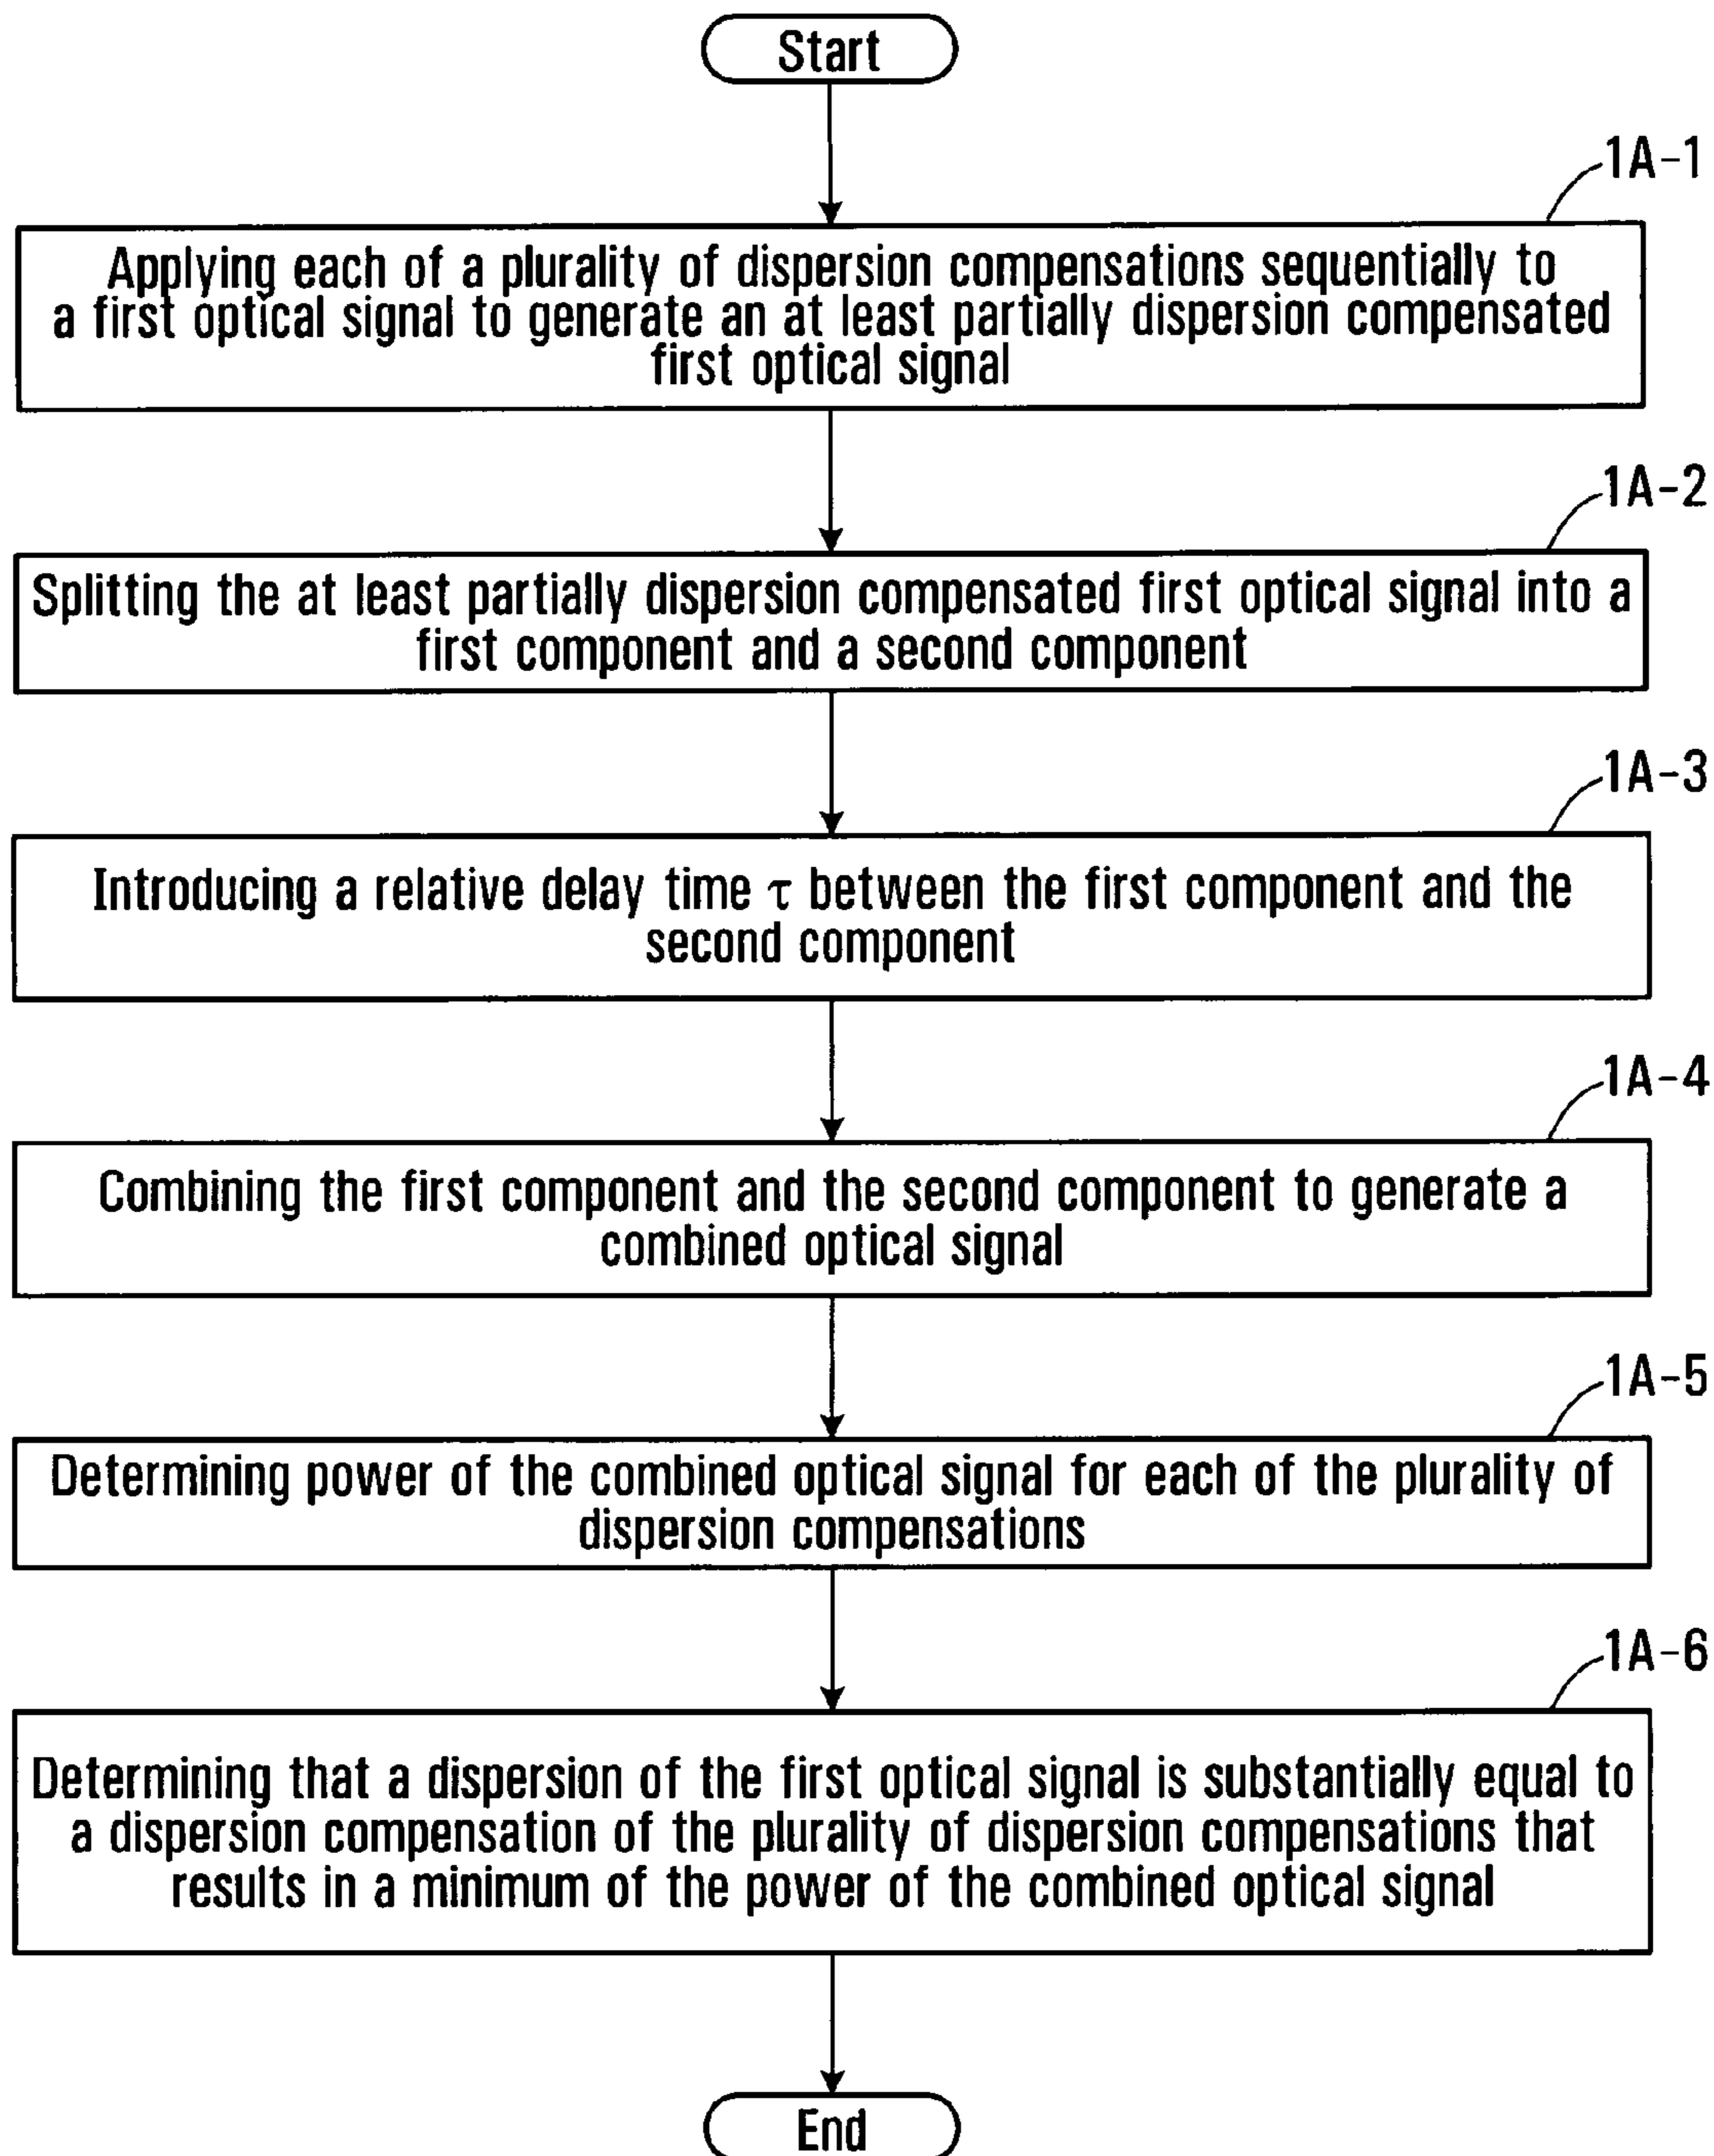 Start
1A-1
Applying each of a plurality of dispersion compensations sequentially to
a first optical signal to generate an at least partially dispersion compensated
first optical signal
1A-2
Splitting the at least partially dispersion compensated first optical signal into a
first component and a second component
1A-3
Introducing a relative delay time τ between the first component and the
second component
1A-4
Combining the first component and the second component to generate a
combined optical signal
1A-5
Determining power of the combined optical signal for each of the plurality of
dispersion compensations
1A-6
Determining that a dispersion of the first optical signal is substantially equal to
a dispersion compensation of the plurality of dispersion compensations that
results in a minimum of the power of the combined optical signal
End